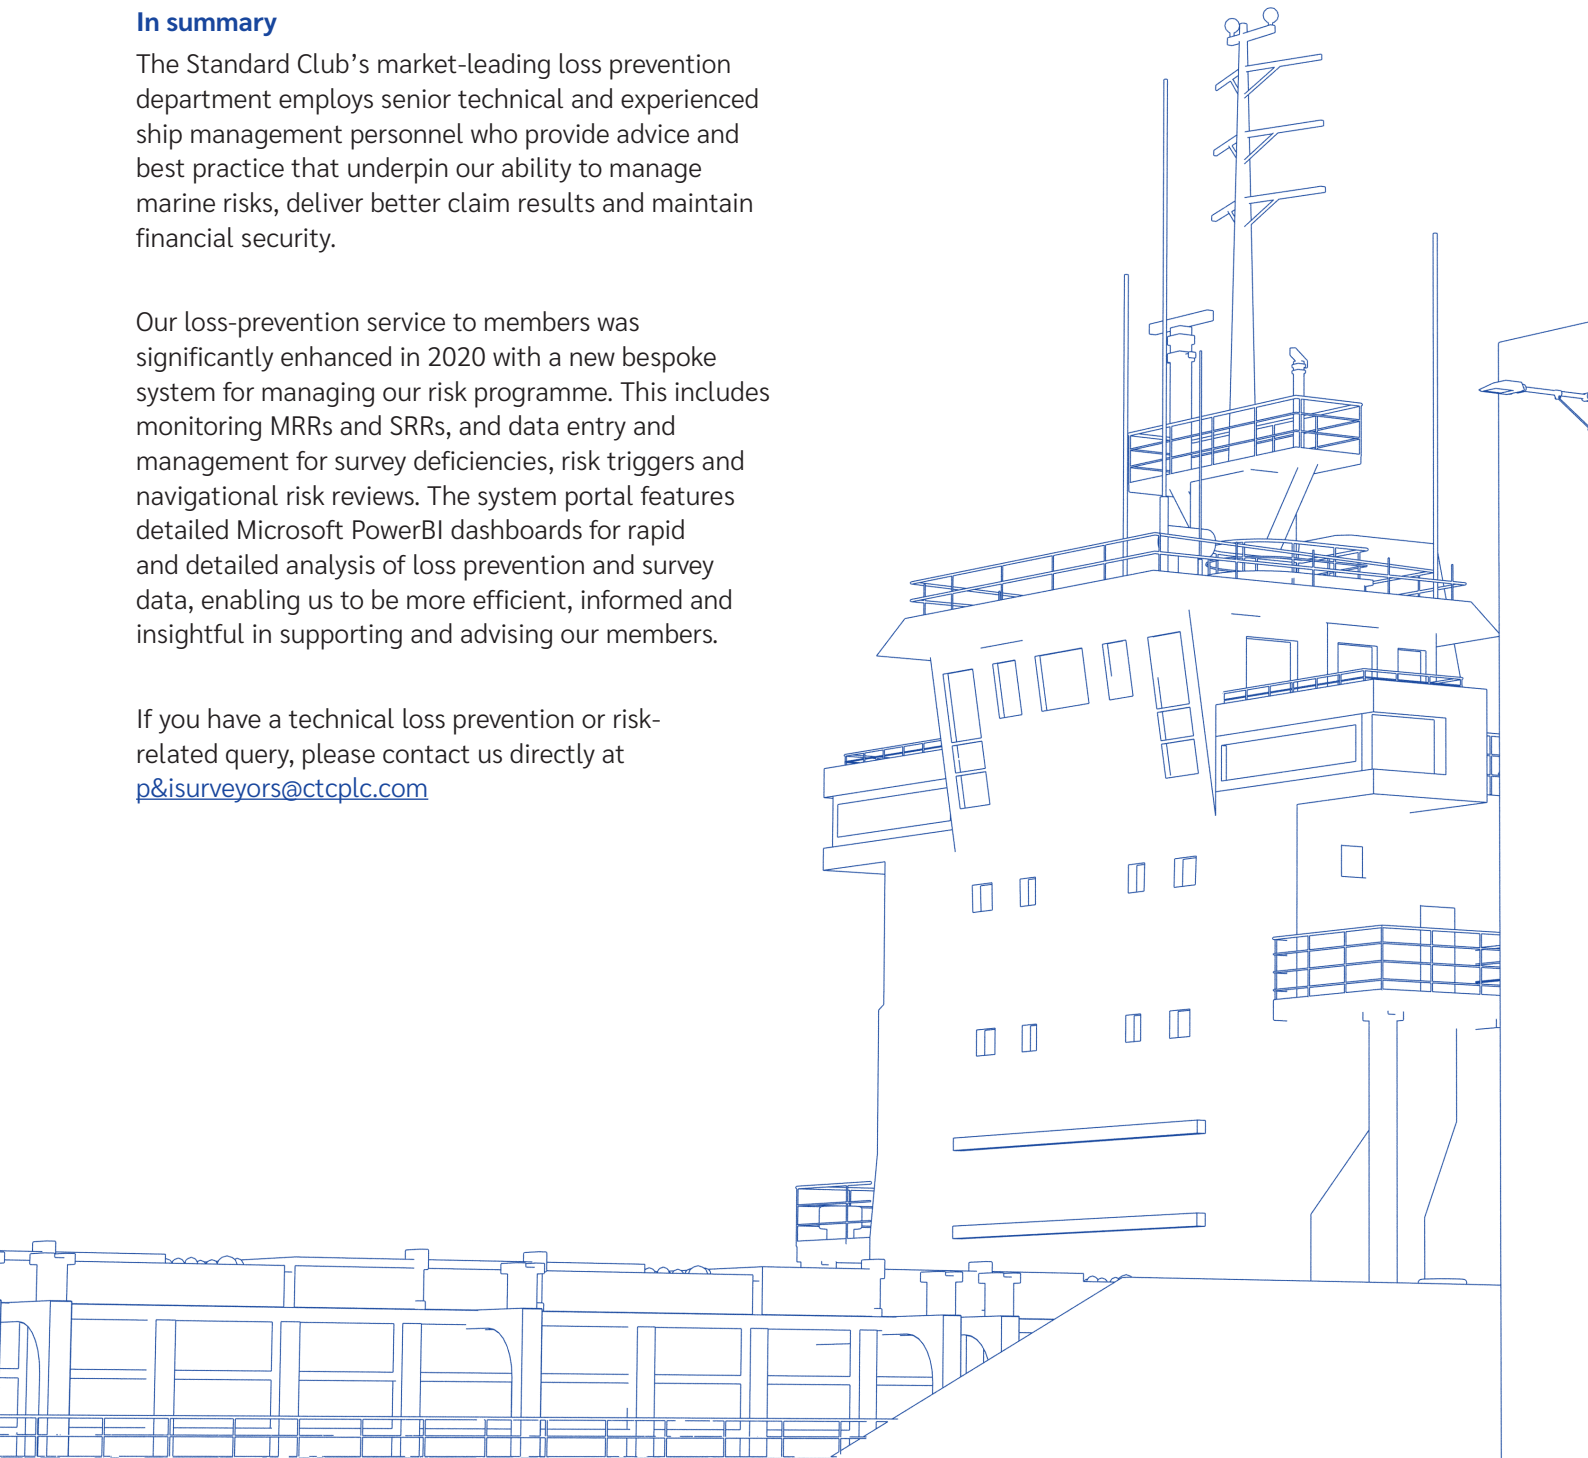 In summary
The Standard Club’s market-leading loss prevention
department employs senior technical and experienced
ship management personnel who provide advice and
best practice that underpin our ability to manage
marine risks, deliver better claim results and maintain
financial security.
Our loss-prevention service to members was
significantly enhanced in 2020 with a new bespoke
system for managing our risk programme. This includes
monitoring MRRs and SRRs, and data entry and
management for survey deficiencies, risk triggers and
navigational risk reviews. The system portal features
detailed Microsoft PowerBI dashboards for rapid
and detailed analysis of loss prevention and survey
data, enabling us to be more efficient, informed and
insightful in supporting and advising our members.
If you have a technical loss prevention or risk-
related query, please contact us directly at
p&isurveyors@ctcplc.com